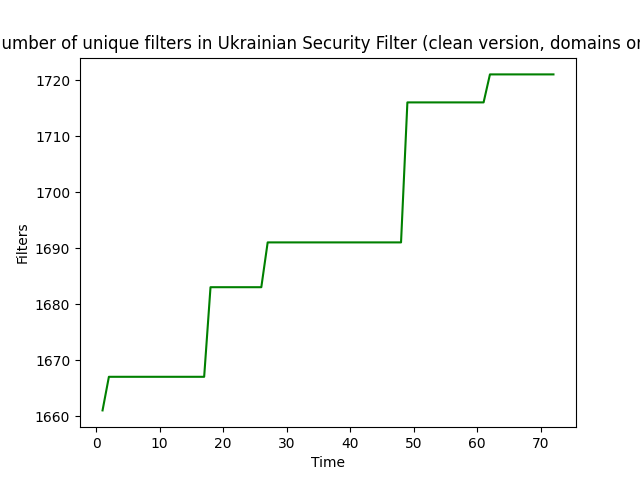 umber of unique filters in Ukrainian Security Filter (clean version, domains or
1720
1710
1700
1690
1680
1670
1660
Filters
0 10 20 30 40 50 60 70
Time